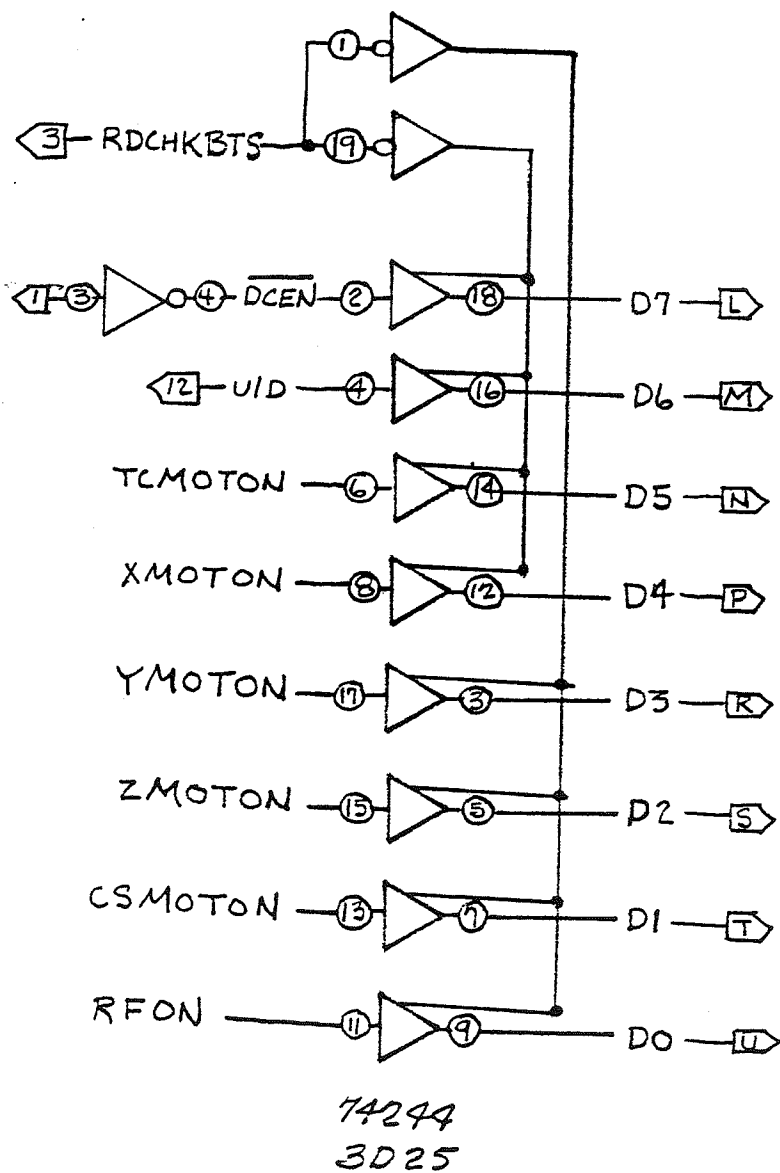 1
3 RDCHKBTS 19
1 3 4 DCEN 2 18 D7 L
12 U/D 4 16 D6 M
TCMOTON 6 14 D5 N
XMOTON 8 12 D4 P
YMOTON 17 3 D3 R
ZMOTON 15 5 D2 S
CSMOTON 13 7 D1 T
RFON 11 9 D0 U
74244
3D25